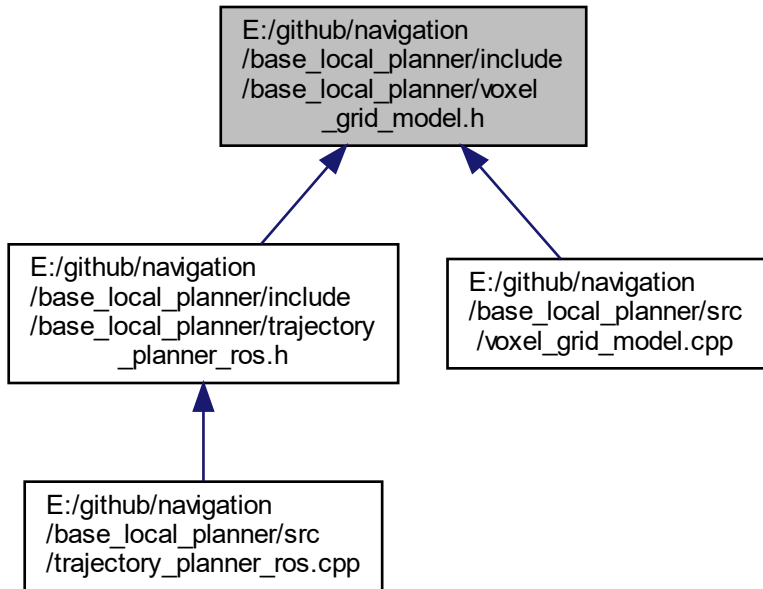 E:/github/navigation
/base_local_planner/include
/base_local_planner/voxel
_grid_model.h
E:/github/navigation
/base_local_planner/include
/base_local_planner/trajectory
_planner_ros.h
E:/github/navigation
/base_local_planner/src
/voxel_grid_model.cpp
E:/github/navigation
/base_local_planner/src
/trajectory_planner_ros.cpp